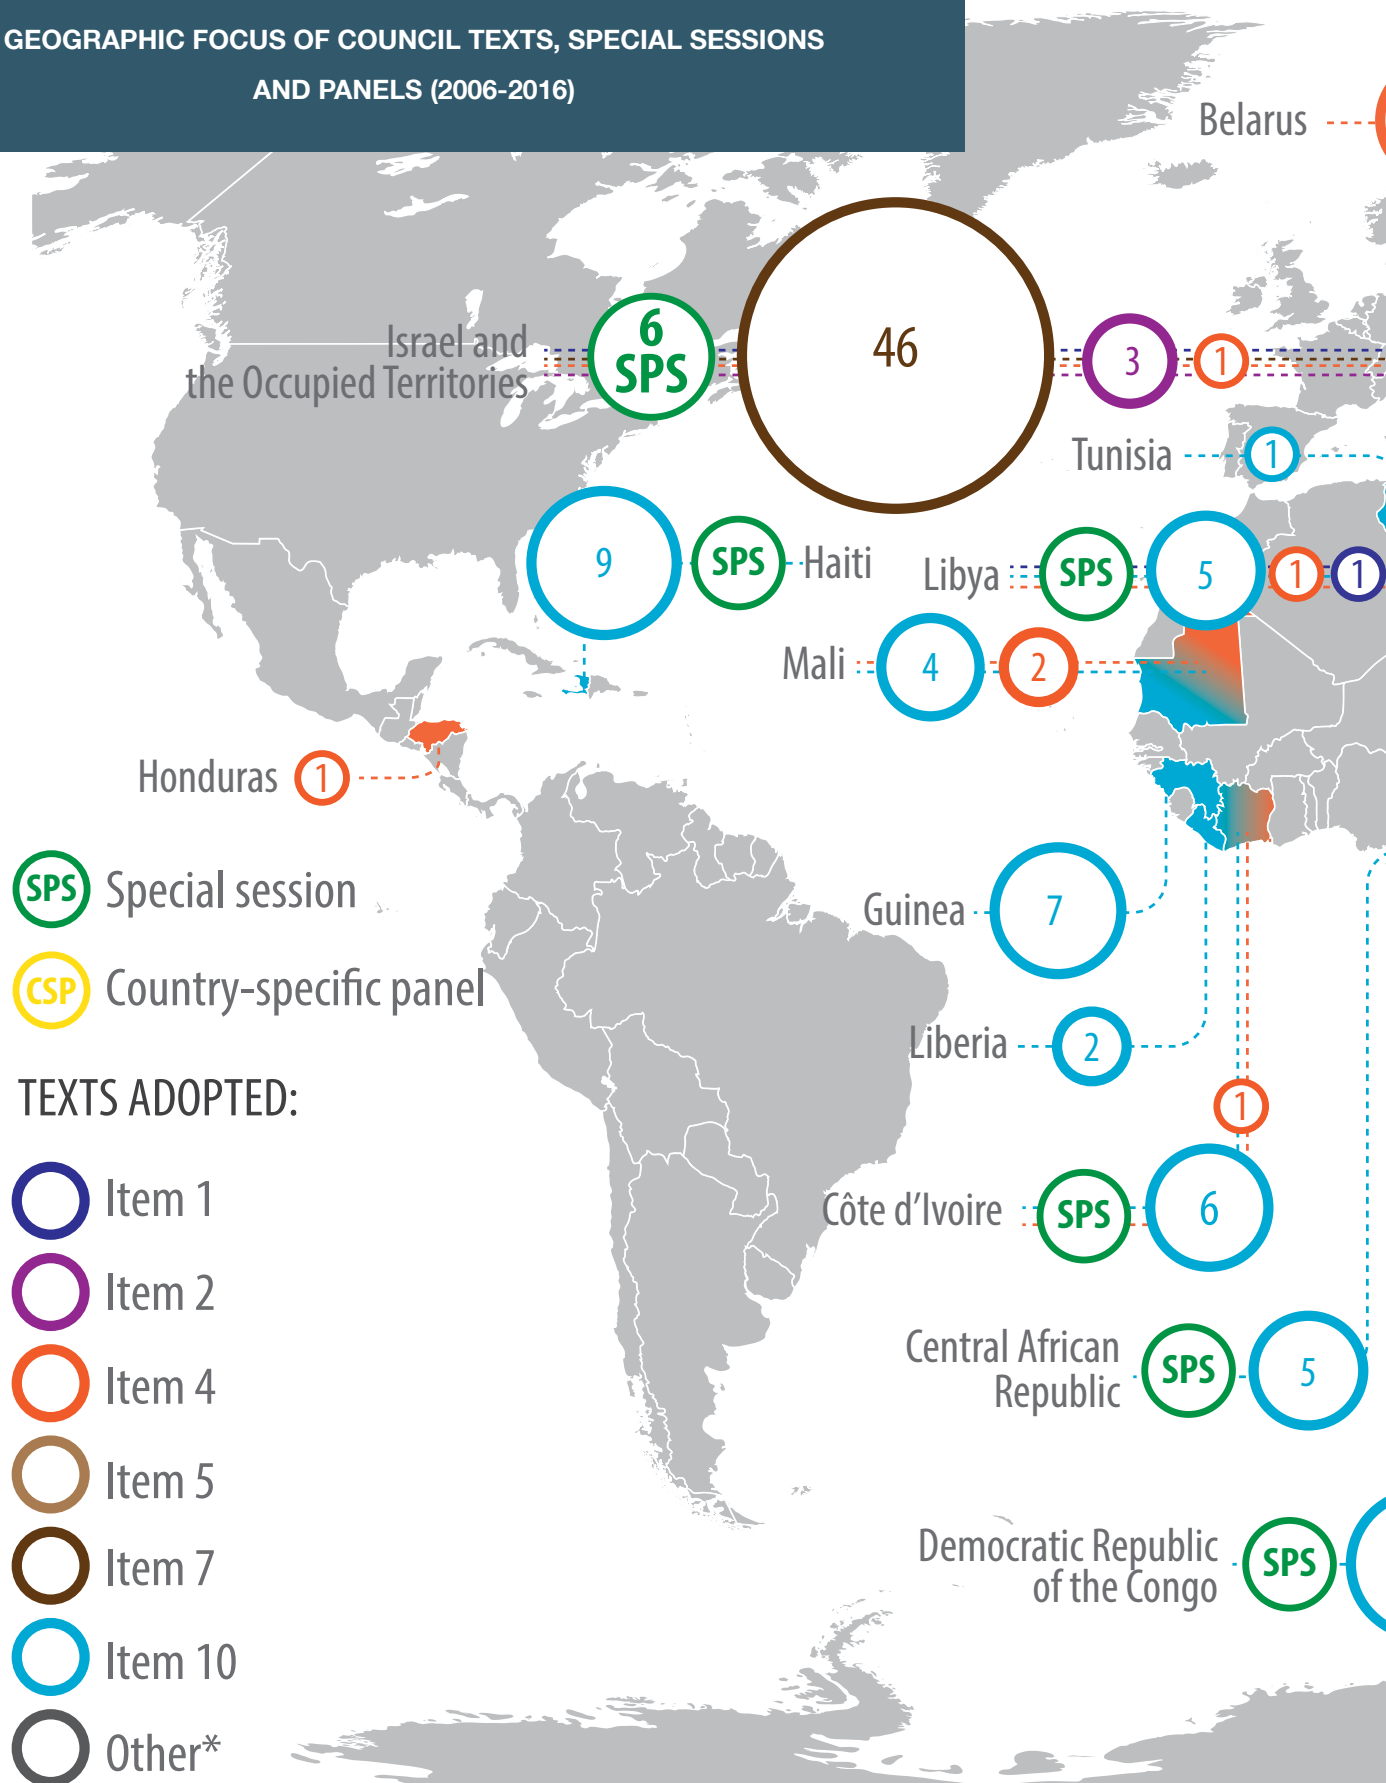 GEOGRAPHIC FOCUS OF COUNCIL TEXTS, SPECIAL SESSIONS
AND PANELS (2006-2016)
Belarus
Israel and
the Occupied Territories
6
SPS
46
3
1
Tunisia
1
9
SPS
Haiti
Libya
SPS
5
1
1
Mali
4
2
Honduras
1
SPS Special session
CSP Country-specific panel
Guinea
7
Liberia
2
1
Côte d'Ivoire
SPS
6
Central African
Republic
SPS
5
Democratic Republic
of the Congo
SPS
TEXTS ADOPTED:
Item 1
Item 2
Item 4
Item 5
Item 7
Item 10
Other*